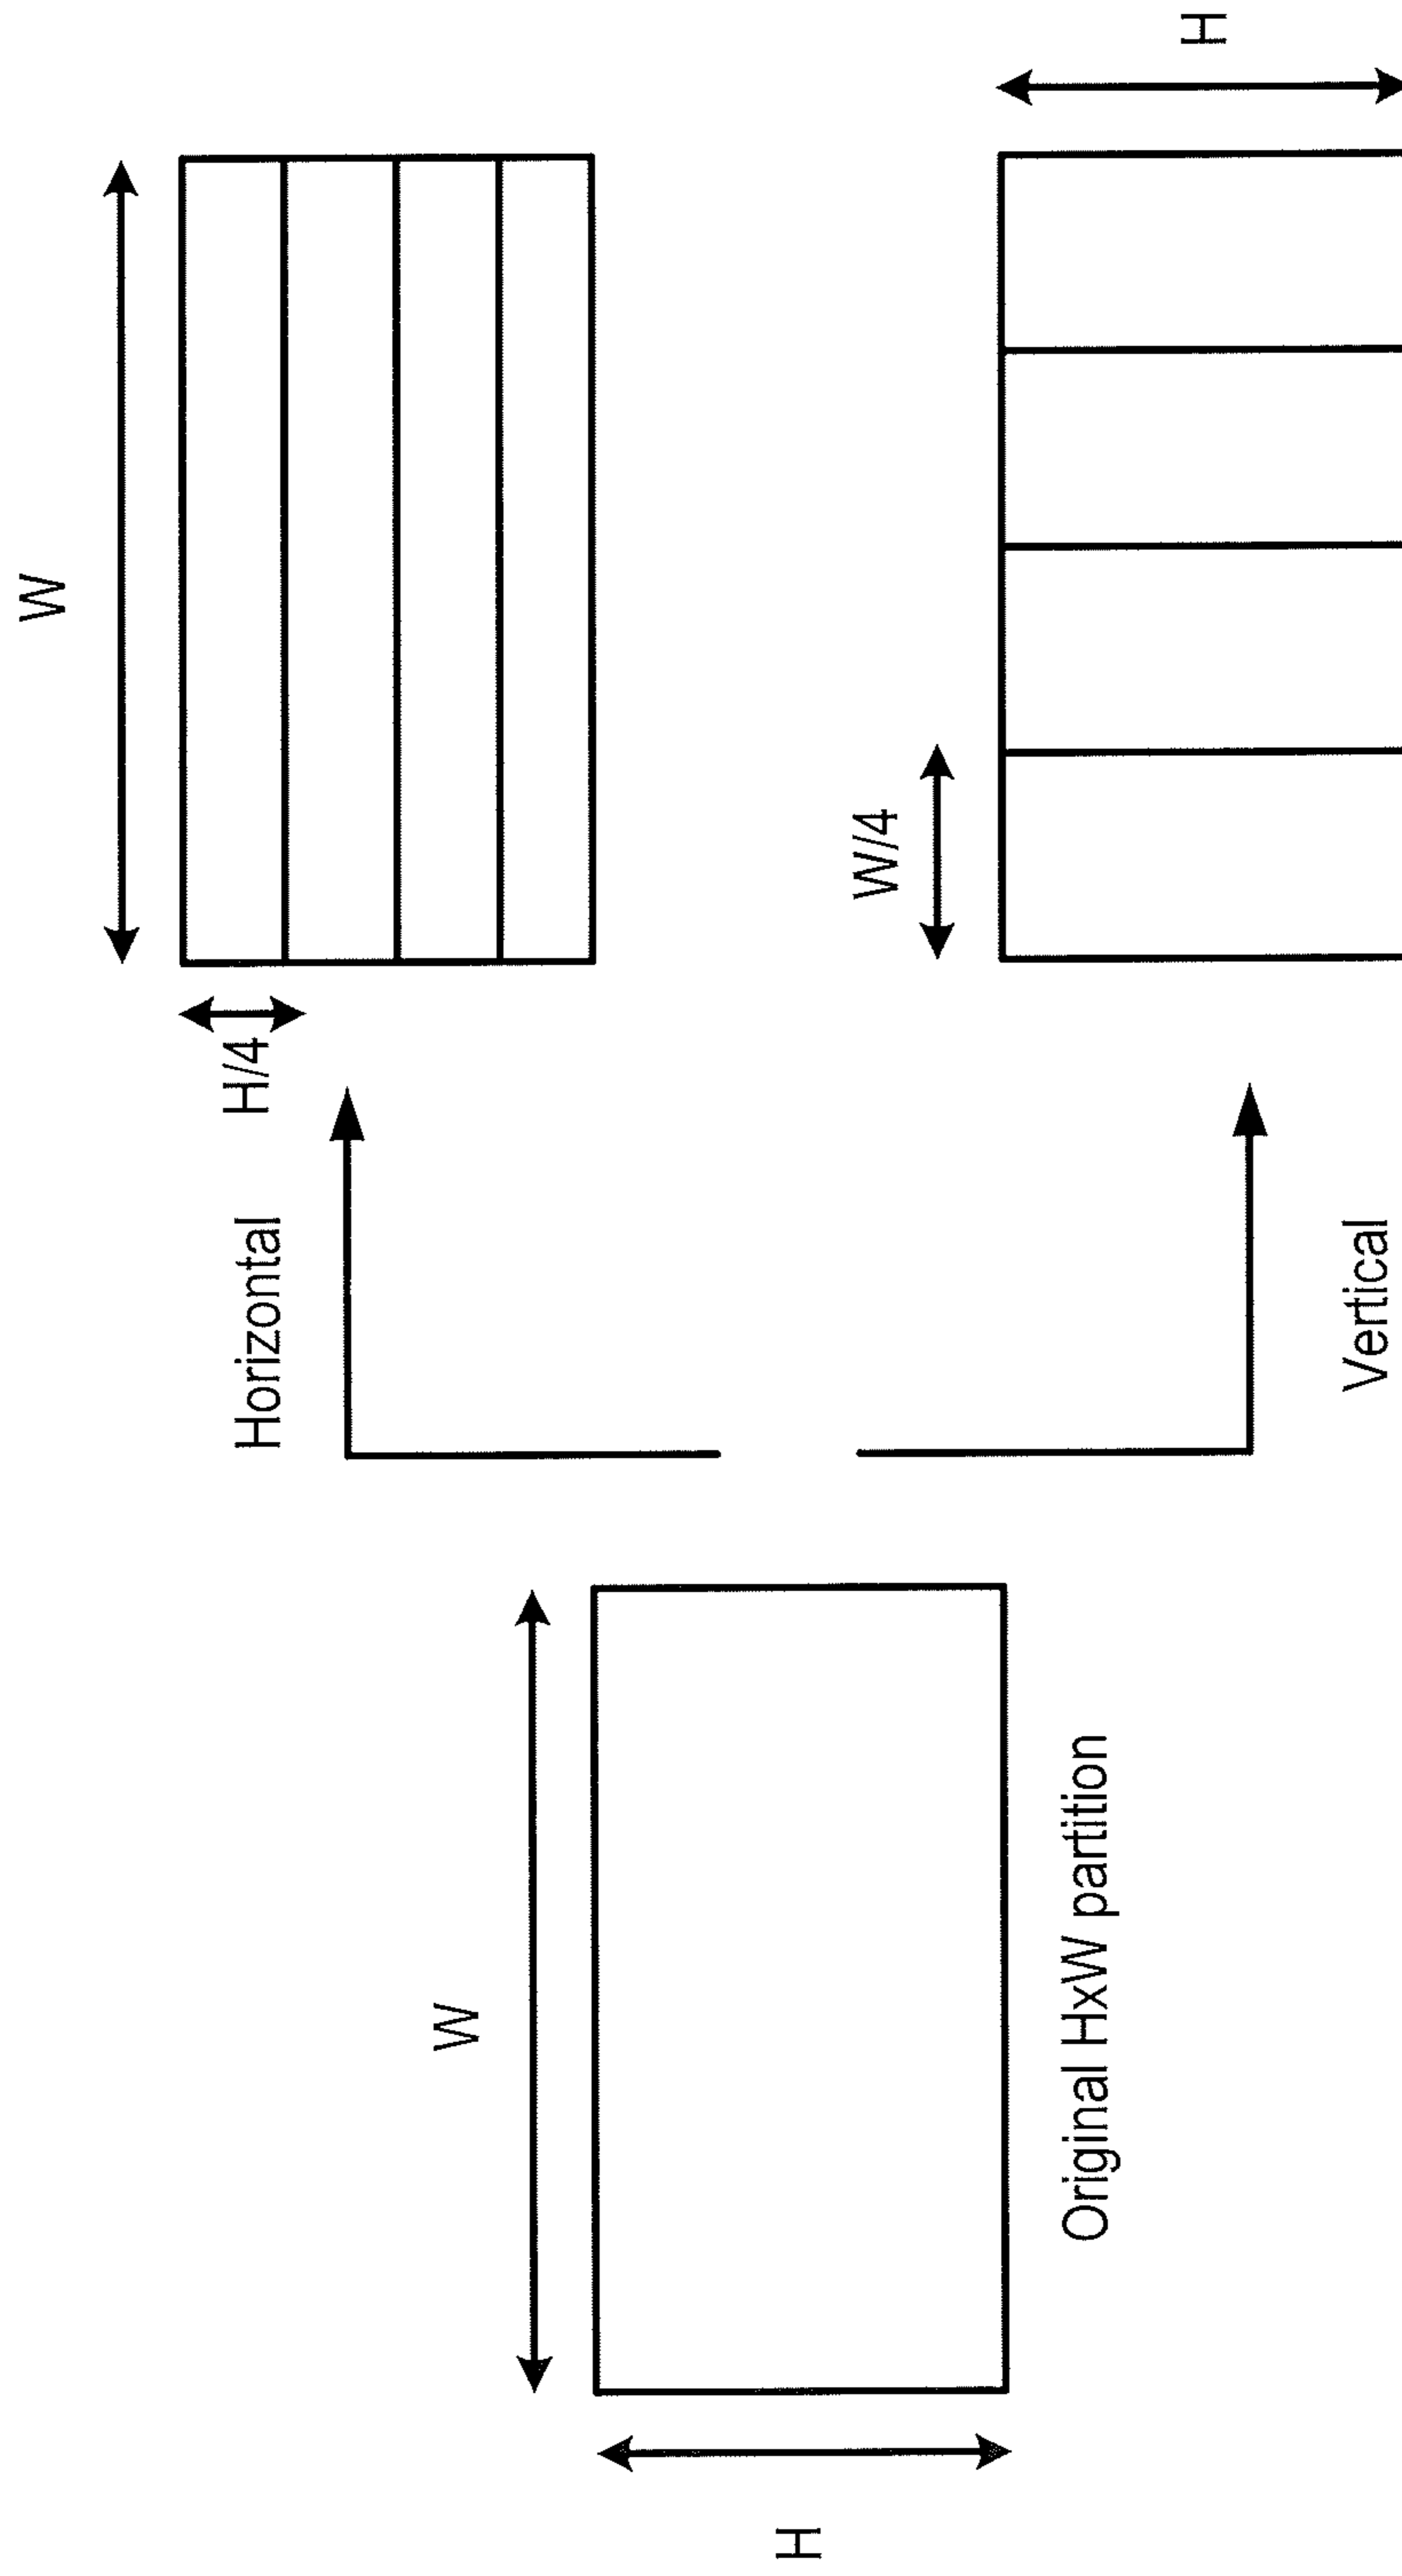 H
W
Original HxW partition
Horizontal
Vertical
H/4
W
W/4
H